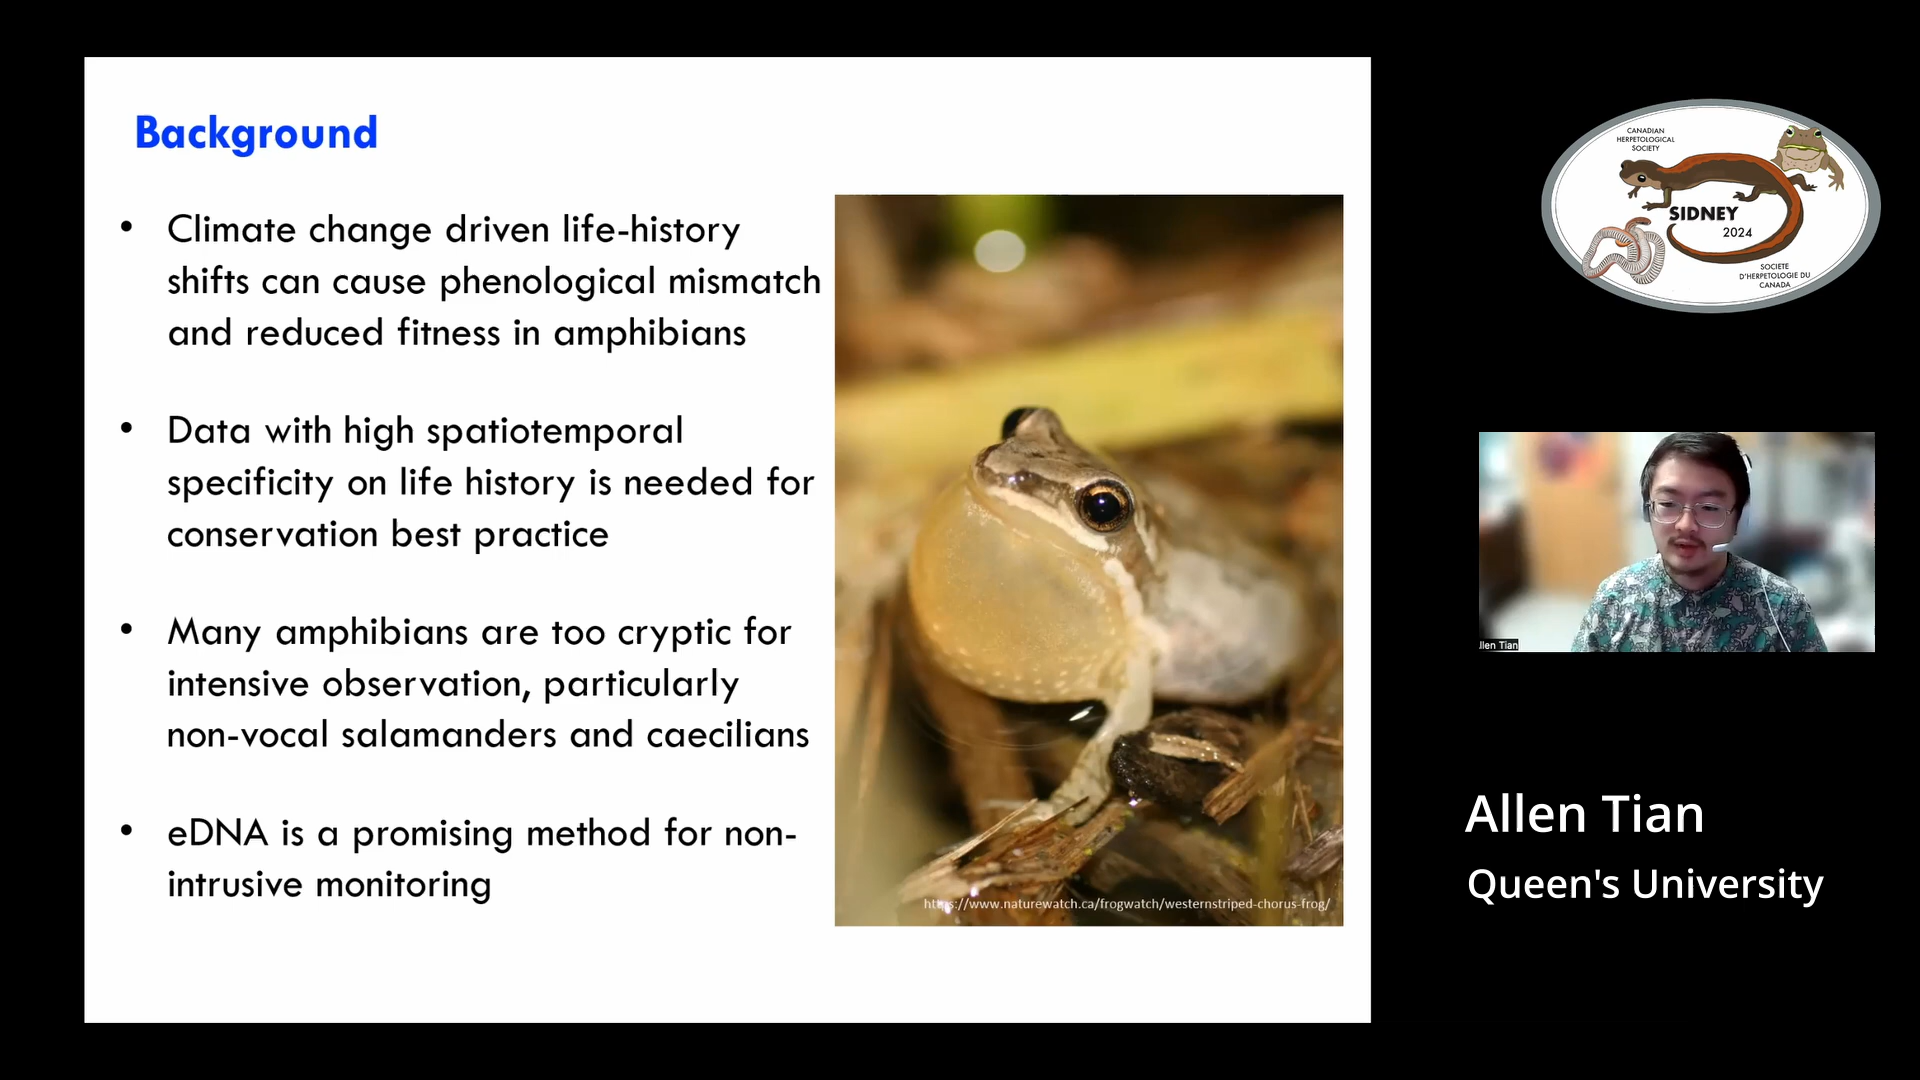 Background
• Climate change driven life-history
shifts can cause phenological mismatch
and reduced fitness in amphibians
• Data with high spatiotemporal
specificity on life history is needed for
conservation best practice
• Many amphibians are too cryptic for
intensive observation, particularly
non-vocal salamanders and caecilians
• eDNA is a promising method for non-
intrusive monitoring
https://www.naturewatch.ca/frogwatch/westernstriped-chorus-frog/
CANADIAN
HERPETOLOGICAL
SOCIETY
SIDNEY
2024
SOCIETE
D'HERPETOLOGIE DU
CANADA
llen Tian
Allen Tian
Queen's University